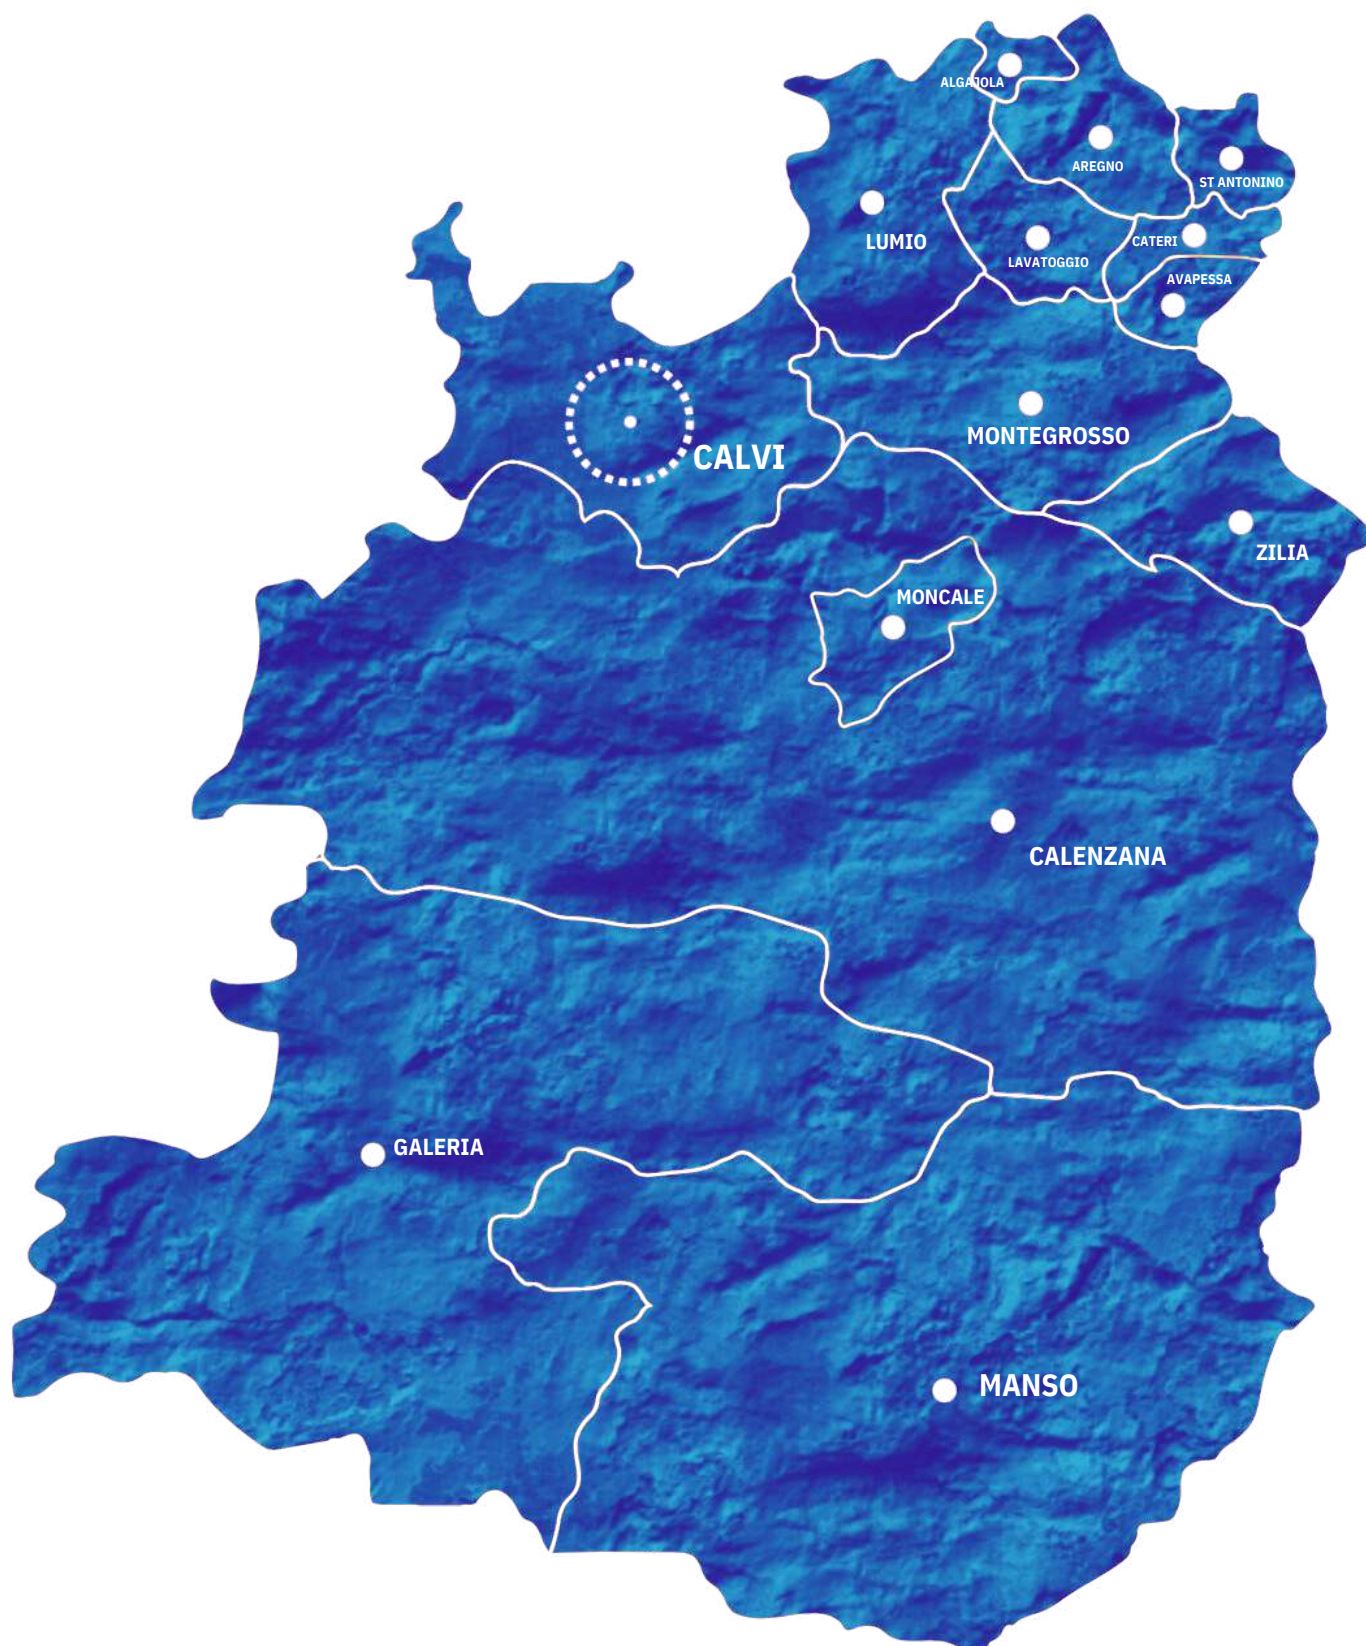 ALGAJOLA
AREGNO
ST ANTONINO
LUMIO
CATERI
LAVATOGGIO
AVAPESSA
MONTEGROSSO
CALVI
ZILIA
MONCALE
CALENZANA
GALERIA
MANSO